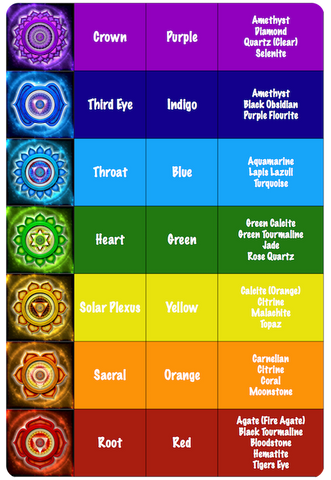 Crown
Purple
Amethyst
Diamond
Quartz (Clear)
Selenite
Third Eye
Indigo
Amethyst
Black Obsidian
Purple Flourite
Throat
Blue
Aquamarine
Lapis Lazuli
Turquoise
Heart
Green
Green Calcite
Green Tourmaline
Jade
Rose Quartz
Solar Plexus
Yellow
Calcite (Orange)
Citrine
Malachite
Topaz
Sacral
Orange
Carnelian
Citrine
Coral
Moonstone
Root
Red
Agate (Fire Agate)
Black Tourmaline
Bloodstone
Hematite
Tigers Eye